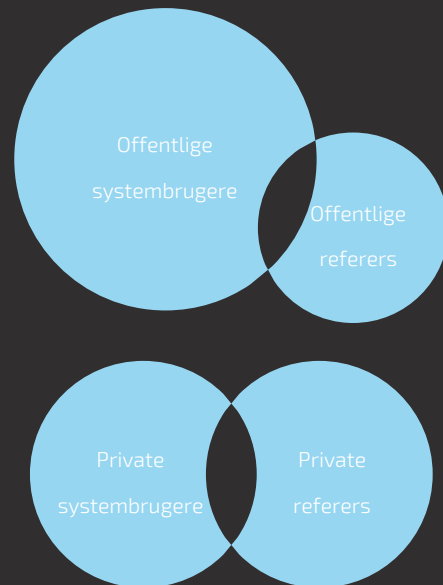 Offentlige
systembrugere
Offentlige
referers
Private
systembrugere
Private
referers